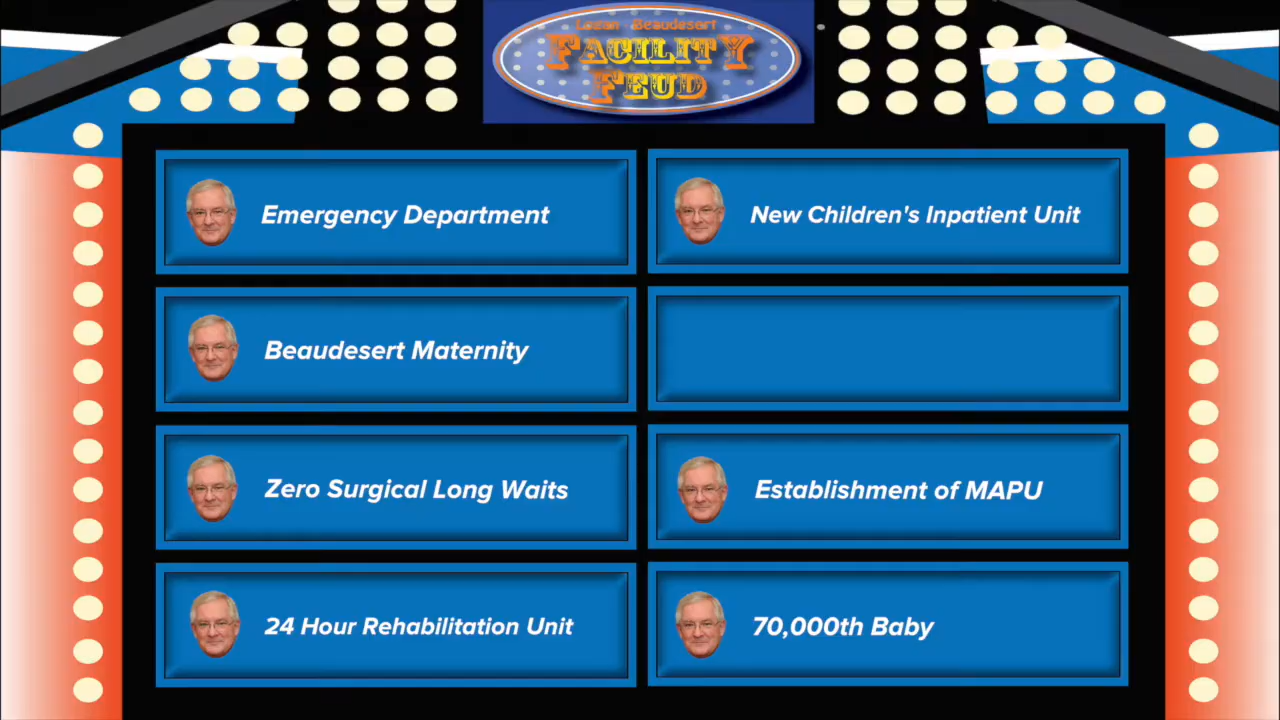 Logan - Beaudesert
FACILITY
FEUD
Emergency Department
New Children's Inpatient Unit
Beaudesert Maternity
Zero Surgical Long Waits
Establishment of MAPU
24 Hour Rehabilitation Unit
70,000th Baby